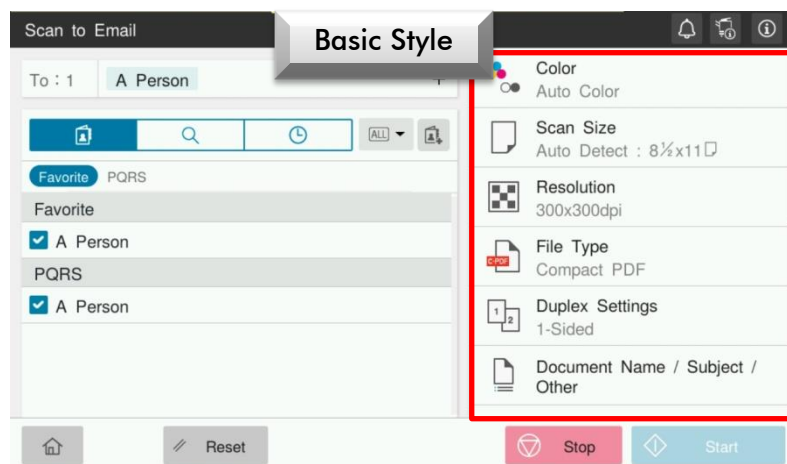 Scan to Email
Basic Style
To : 1 A Person +
ALL
Favorite PQRS
Favorite
A Person
PQRS
A Person
Color
Auto Color
Scan Size
Auto Detect : 8½x11
Resolution
300x300dpi
C-PDF
File Type
Compact PDF
1 2
Duplex Settings
1-Sided
Document Name / Subject /
Other
Reset
Stop
Start